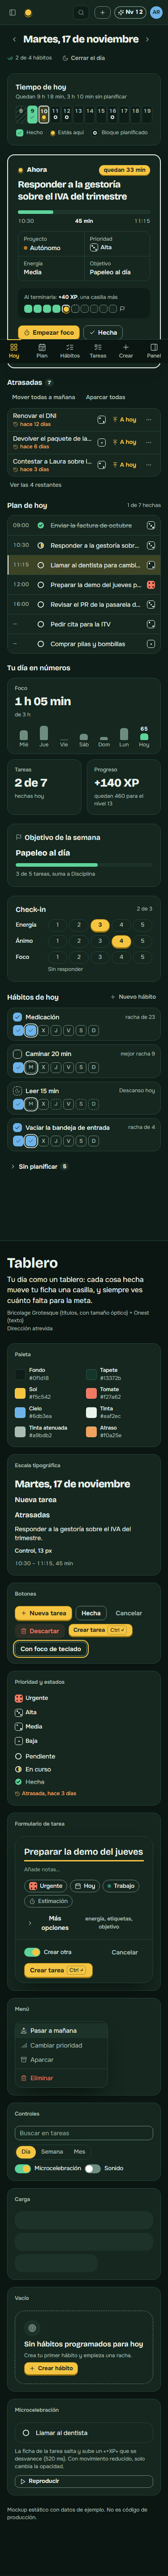 Nv 12
AR
Martes, 17 de noviembre
2 de 4 hábitos
Cerrar el día
Tiempo de hoy
Quedan 9 h 18 min, 3 h 10 min sin planificar
8 9 10 11 12 13 14 15 16 17 18 19
Hecho
Estás aquí
Bloque planificado
Ahora
quedan 33 min
Responder a la gestoría sobre el IVA del trimestre
10:30
45 min
11:15
Proyecto
Autónomo
Prioridad
Alta
Energía
Media
Objetivo
Papeleo al día
Al terminarla: +40 XP, una casilla más
Empezar foco
Hecha
Hoy
Plan
Hábitos
Tareas
Crear
Panel
Atrasadas 7
Mover todas a mañana
Aparcar todas
Renovar el DNI
hace 12 días
A hoy
Devolver el paquete de la...
hace 6 días
A hoy
Contestar a Laura sobre l...
hace 3 días
A hoy
Ver las 4 restantes
Plan de hoy
1 de 7 hechas
09:00
Enviar la factura de octubre
10:30
Responder a la gestoría sobr...
11:15
Llamar al dentista para cambi...
12:00
Preparar la demo del jueves p...
16:00
Revisar el PR de la pasarela d...
—
Pedir cita para la ITV
—
Comprar pilas y bombillas
Tu día en números
Foco
1 h 05 min
de 3 h
65
Mié
Jue
Vie
Sáb
Dom
Lun
Hoy
Tareas
2 de 7
hechas hoy
Progreso
+140 XP
quedan 460 para el nivel 13
Objetivo de la semana
Papeleo al día
3 de 5 tareas, suma a Disciplina
Check-in
2 de 3
Energía
1 2 3 4 5
Ánimo
1 2 3 4 5
Foco
1 2 3 4 5
Sin responder
Hábitos de hoy
Nuevo hábito
Medicación
racha de 23
X J V S D
Caminar 20 min
mejor racha 9
M X J V S D
Leer 15 min
Descanso hoy
M X J V S D
Vaciar la bandeja de entrada
racha de 4
X J V S D
Sin planificar 5
Tablero
Tu día como un tablero: cada cosa hecha mueve tu ficha una casilla, y siempre ves cuánto falta para la meta.
Bricolage Grotesque (títulos, con tamaño óptico) + Onest (texto)
Dirección atrevida
Paleta
Fondo
#0f1d18
Tapete
#13372b
Sol
#f5c542
Tomate
#f27a62
Cielo
#6db3ea
Tinta
#eaf2ec
Tinta atenuada
#a9bdb2
Atraso
#f0a25e
Escala tipográfica
Martes, 17 de noviembre
Nueva tarea
Atrasadas
Responder a la gestoría sobre el IVA del trimestre.
Control, 13 px
10:30 – 11:15, 45 min
Botones
Nueva tarea
Hecha
Cancelar
Descartar
Crear tarea Ctrl ↵
Con foco de teclado
Prioridad y estados
Urgente
Alta
Media
Baja
Pendiente
En curso
Hecha
Atrasada, hace 3 días
Formulario de tarea
Preparar la demo del jueves
Añade notas...
Urgente
Hoy
Trabajo
Estimación
Más opciones
energía, etiquetas, objetivo
Crear otra
Cancelar
Crear tarea Ctrl ↵
Menú
Pasar a mañana
Cambiar prioridad
Aparcar
Eliminar
Controles
Buscar en tareas
Día
Semana
Mes
Microcelebración
Sonido
Carga
Vacío
Sin hábitos programados para hoy
Crea tu primer hábito y empieza una racha.
Crear hábito
Microcelebración
Llamar al dentista
La ficha de la tarea salta y sube un «+XP» que se desvanece (520 ms). Con movimiento reducido, solo cambia la opacidad.
Reproducir
Mockup estático con datos de ejemplo. No es código de producción.